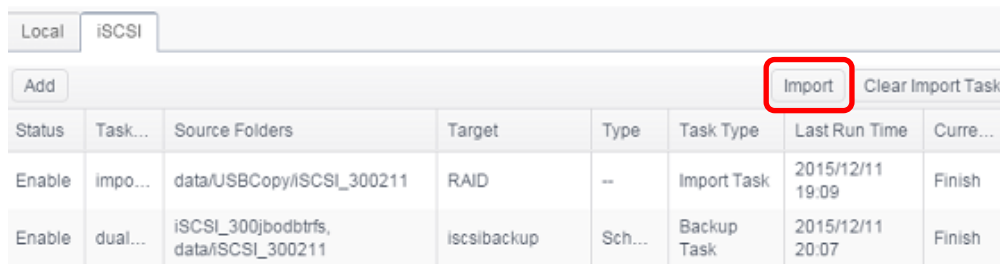 Local iSCSI
Add Import Clear Import Task
Status Task... Source Folders Target Type Task Type Last Run Time Curre...
Enable impo... data/USBCopy/iSCSI_300211 RAID -- Import Task 2015/12/11 19:09 Finish
Enable dual... iSCSI_300jbodbtrfs, data/iSCSI_300211 iscsibackup Sch... Backup Task 2015/12/11 20:07 Finish